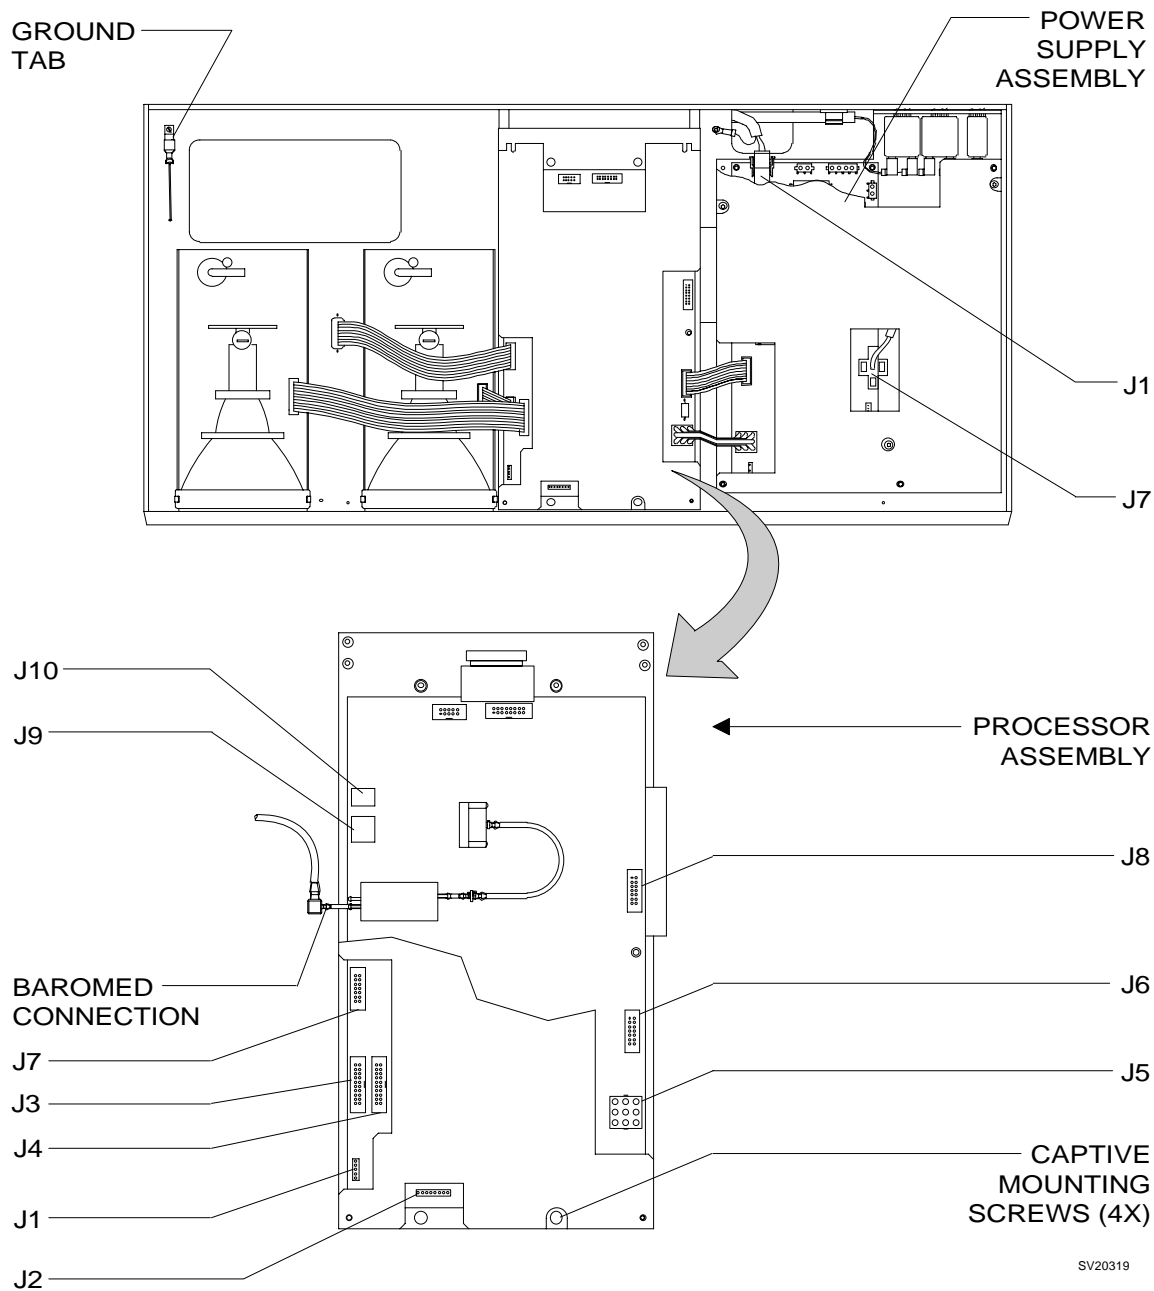 GROUND
TAB
POWER
SUPPLY
ASSEMBLY
J1
J7
J10
J9
PROCESSOR
ASSEMBLY
J8
BAROMED
CONNECTION
J6
J7
J3
J5
J4
CAPTIVE
MOUNTING
SCREWS (4X)
J1
J2
SV20319